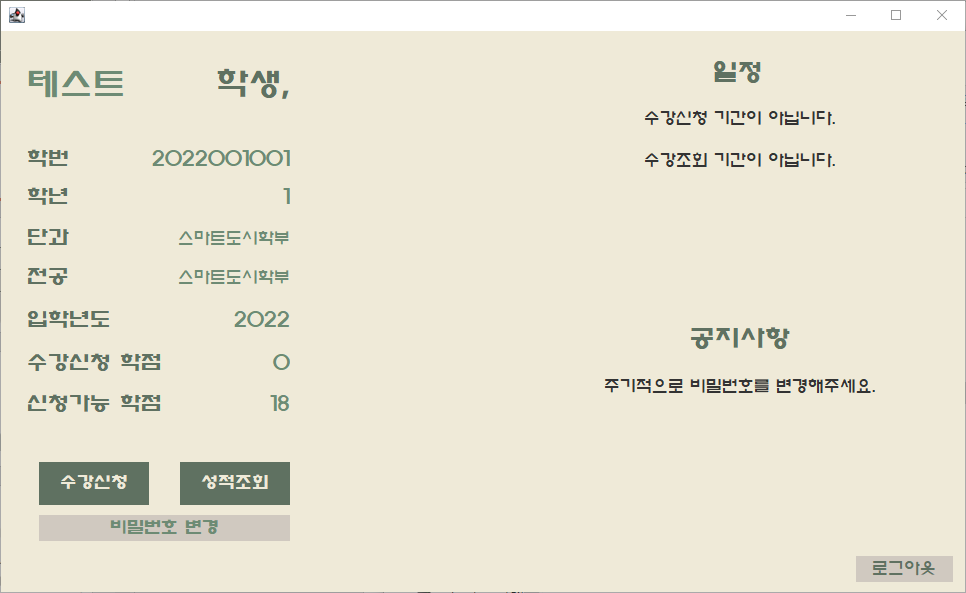 테스트 학생,
학번 2022001001
학년 1
단과 스마트도시학부
전공 스마트도시학부
입학년도 2022
수강신청 학점 0
신청가능 학점 18
수강신청 성적조회
비밀번호 변경
일정
수강신청 기간이 아닙니다.
수강조회 기간이 아닙니다.
공지사항
주기적으로 비밀번호를 변경해주세요.
로그아웃